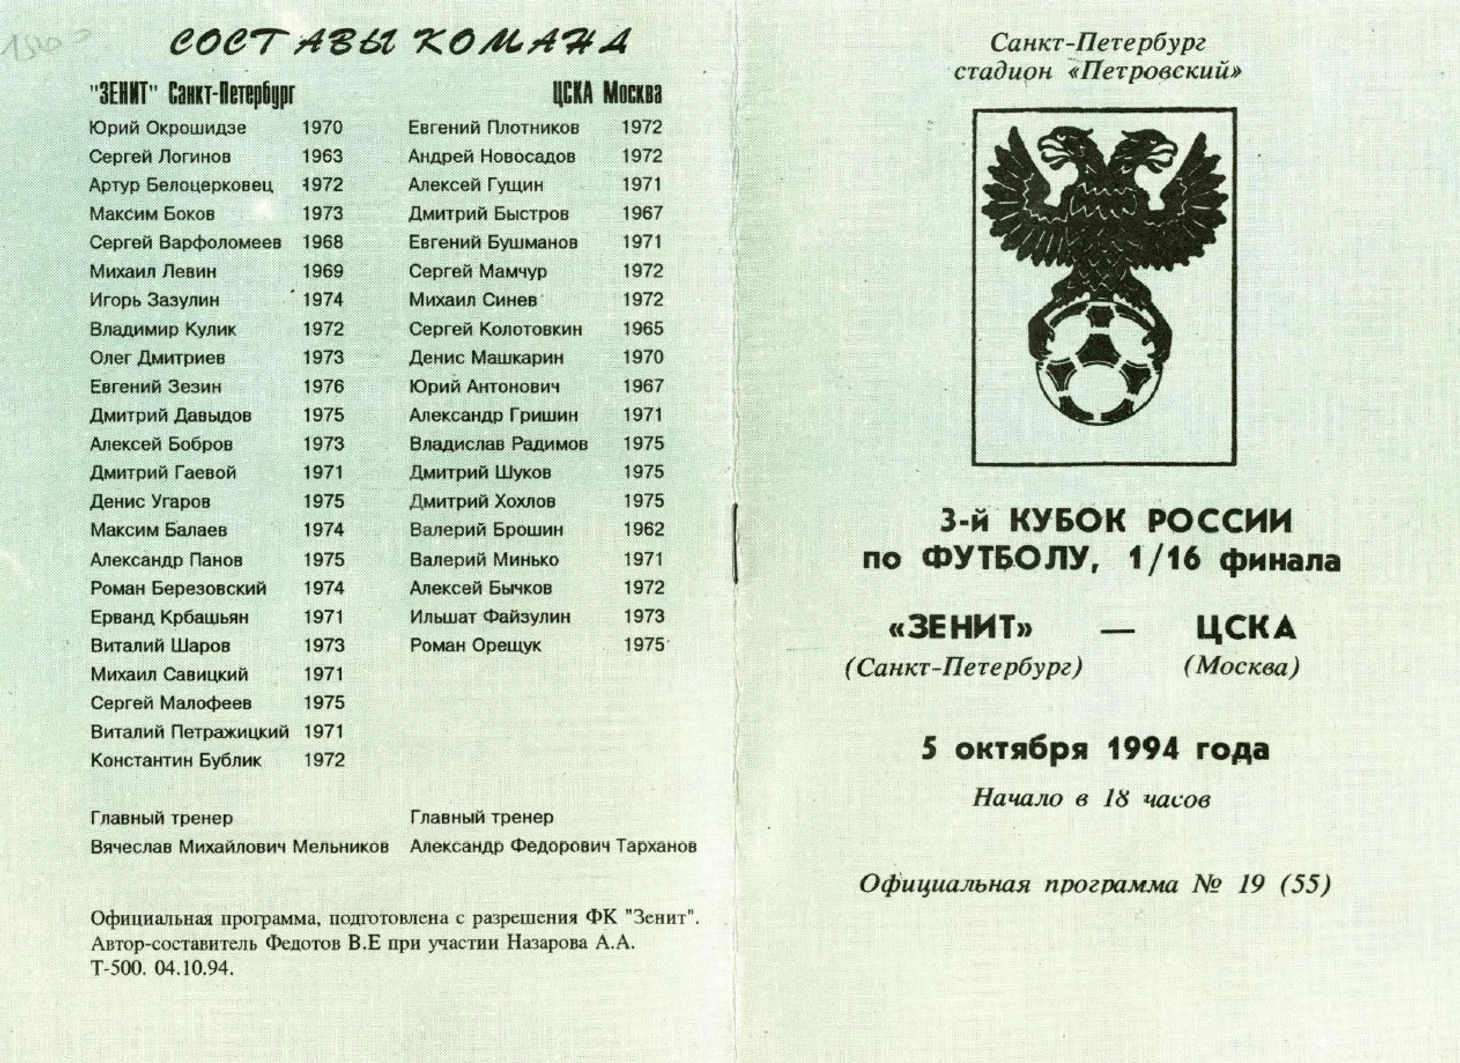 СОСТАВЫ КОМАНД
"ЗЕНИТ" Санкт-Петербург ЦСКА Москва
Юрий Окрошидзе 1970 Евгений Плотников 1972
Сергей Логинов 1963 Андрей Новосадов 1972
Артур Белоцерковец 1972 Алексей Гущин 1971
Максим Боков 1973 Дмитрий Быстров 1967
Сергей Варфоломеев 1968 Евгений Бушманов 1971
Михаил Левин 1969 Сергей Мамчур 1972
Игорь Зазулин 1974 Михаил Синев 1972
Владимир Кулик 1972 Сергей Колотовкин 1965
Олег Дмитриев 1973 Денис Машкарин 1970
Евгений Зезин 1976 Юрий Антонович 1967
Дмитрий Давыдов 1975 Александр Гришин 1971
Алексей Бобров 1973 Владислав Радимов 1975
Дмитрий Гаевой 1971 Дмитрий Шуков 1975
Денис Угаров 1975 Дмитрий Хохлов 1975
Максим Балаев 1974 Валерий Брошин 1962
Александр Панов 1975 Валерий Минько 1971
Роман Березовский 1974 Алексей Бычков 1972
Ерванд Крбашьян 1971 Ильшат Файзулин 1973
Виталий Шаров 1973 Роман Орещук 1975
Михаил Савицкий 1971
Сергей Малофеев 1975
Виталий Петражицкий 1971
Константин Бублик 1972
Главный тренер Главный тренер
Вячеслав Михайлович Мельников Александр Федорович Тарханов
Официальная программа, подготовлена с разрешения ФК "Зенит".
Автор-составитель Федотов В.Е при участии Назарова А.А.
Т-500. 04.10.94.
Санкт-Петербург
стадион «Петровский»
3-й КУБОК РОССИИ
по ФУТБОЛУ, 1/16 финала
«ЗЕНИТ» — ЦСКА
(Санкт-Петербург) (Москва)
5 октября 1994 года
Начало в 18 часов
Официальная программа № 19 (55)